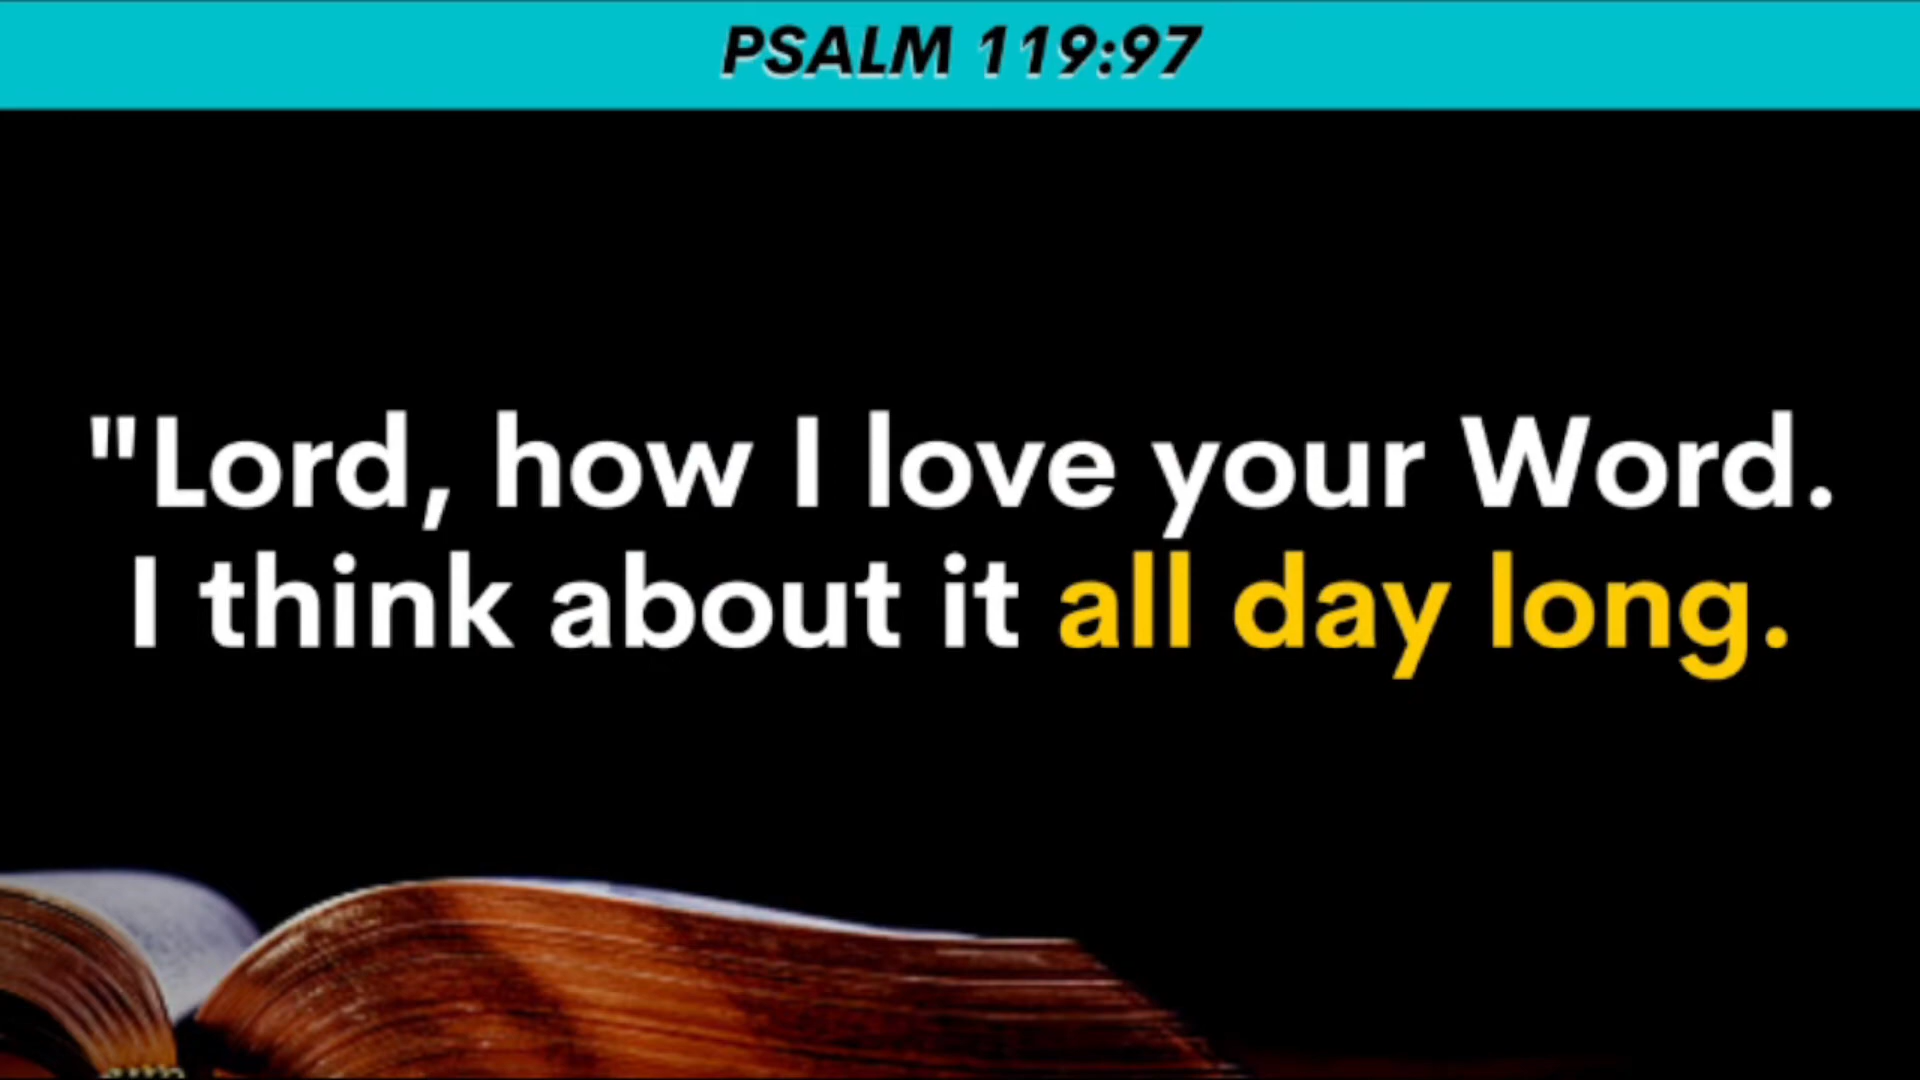 PSALM 119:97
"Lord, how I love your Word.
I think about it all day long.